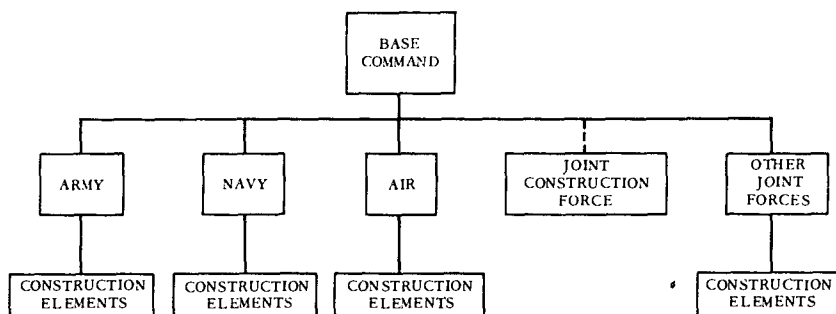 BASE
COMMAND
ARMY
NAVY
AIR
JOINT
CONSTRUCTION
FORCE
OTHER
JOINT
FORCES
CONSTRUCTION
ELEMENTS
CONSTRUCTION
ELEMENTS
CONSTRUCTION
ELEMENTS
CONSTRUCTION
ELEMENTS